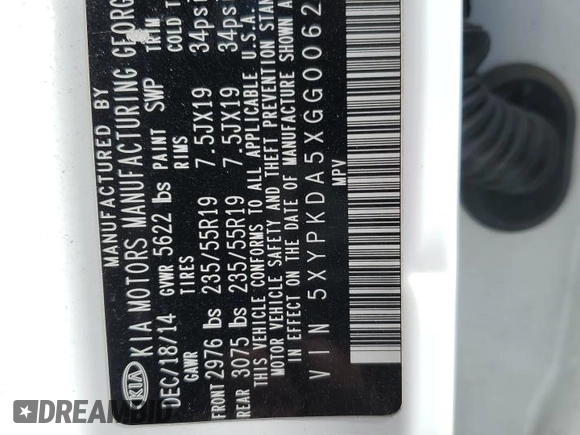 MANUFACTURED BY
KIA KIA MOTORS MANUFACTURING GEORG
DEC/18/14 GVWR 5622 lbs PAINT SWP TRIM
GAWR TIRES RIMS COLD T
FRONT 2976 lbs 235/55R19 7.5JX19 34psi
REAR 3075 lbs 235/55R19 7.5JX19 34psi
THIS VEHICLE CONFORMS TO ALL APPLICABLE U.S.A.
MOTOR VEHICLE SAFETY AND THEFT PREVENTION STAN
IN EFFECT ON THE DATE OF MANUFACTURE SHOWN A
VIN 5XYPKDA5XGG0062
MPV
DREAMBID